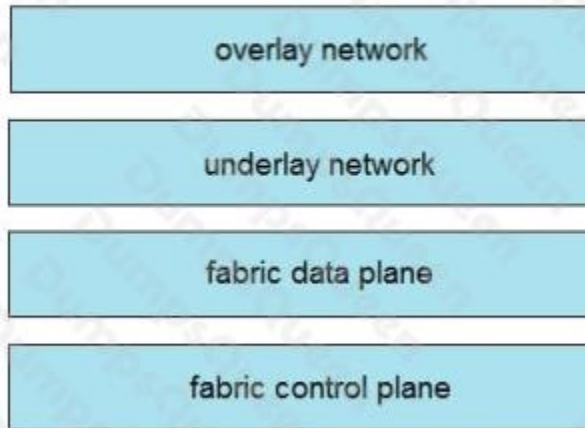 overlay network
underlay network
fabric data plane
fabric control plane